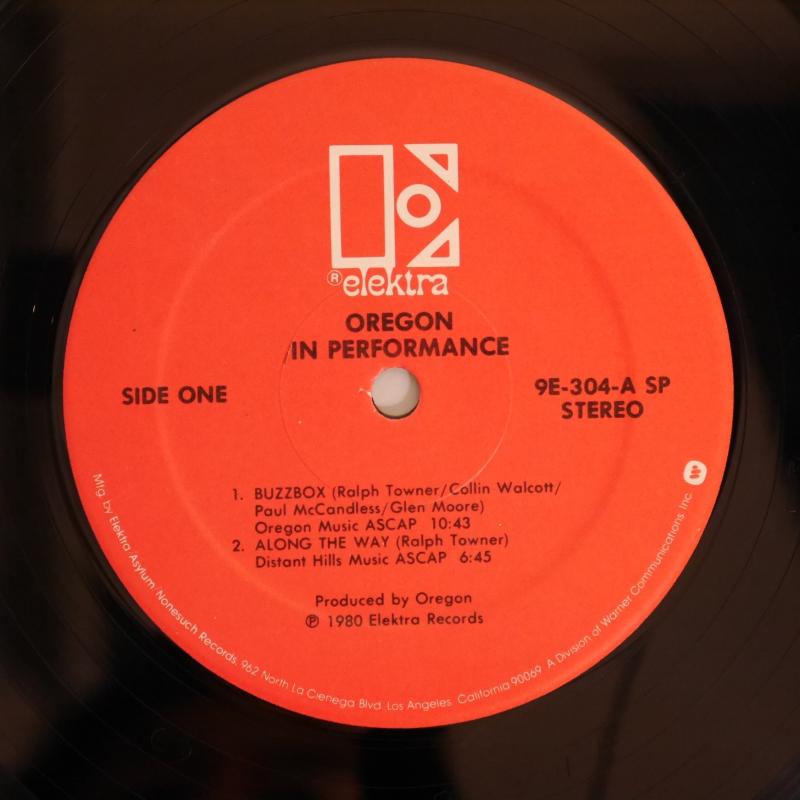 ® elektra
OREGON
IN PERFORMANCE
SIDE ONE
9E-304-A SP
STEREO
1. BUZZBOX (Ralph Towner/Collin Walcott/
Paul McCandless/Glen Moore)
Oregon Music ASCAP 10:43
2. ALONG THE WAY (Ralph Towner)
Distant Hills Music ASCAP 6:45
Produced by Oregon
℗ 1980 Elektra Records
Mfg. by Elektra/Asylum/Nonesuch Records, 962 North La Cienega Blvd. Los Angeles, California 90069. A Division of Warner Communications Inc.